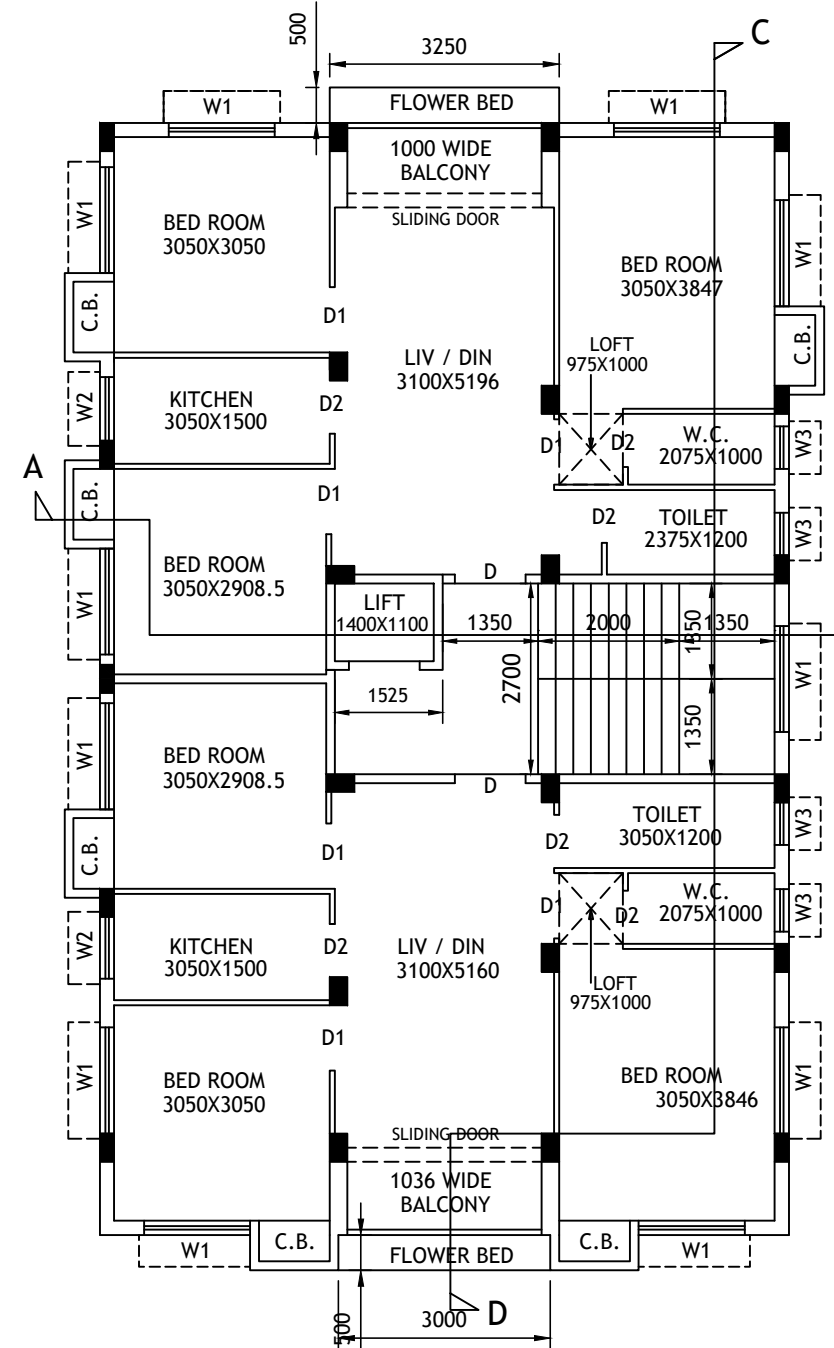 500
3250
C
W1
FLOWER BED
W1
1000 WIDE
BALCONY
SLIDING DOOR
W1
BED ROOM
3050X3050
W1
BED ROOM
3050X3847
C.B.
D1
C.B.
LOFT
975X1000
LIV / DIN
3100X5196
W2
KITCHEN
3050X1500
D2
D1
D2
W.C.
2075X1000
W3
A
C.B.
D1
D2
TOILET
2375X1200
W3
BED ROOM
3050X2908.5
D
W1
LIFT
1400X1100
1350
2000
1350
1350
W1
2700
1525
1350
W1
BED ROOM
3050X2908.5
D
TOILET
3050X1200
W3
C.B.
D1
D2
W.C.
2075X1000
W3
D1
D2
W2
KITCHEN
3050X1500
D2
LIV / DIN
3100X5160
LOFT
975X1000
D1
W1
BED ROOM
3050X3050
BED ROOM
3050X3846
W1
SLIDING DOOR
1036 WIDE
BALCONY
W1
C.B.
FLOWER BED
C.B.
W1
500
3000
D